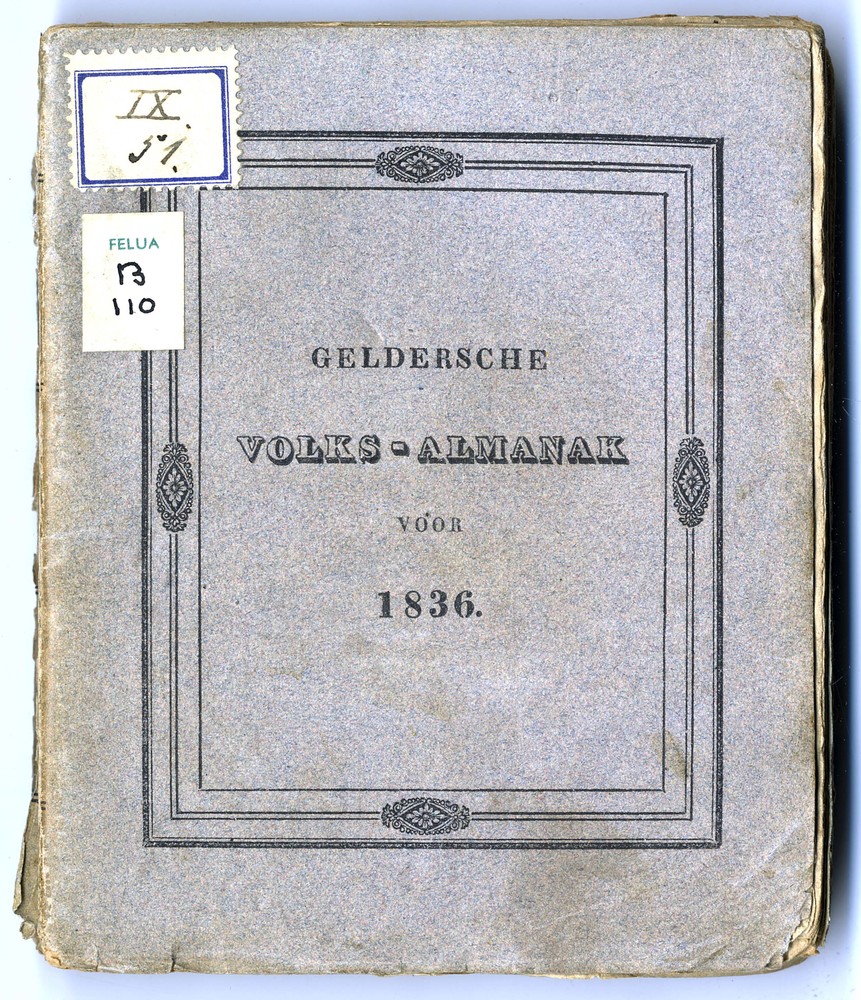 IX
51.
FELUA
B
110
GELDERSCHE
VOLKS-ALMANAK
VOOR
1836.